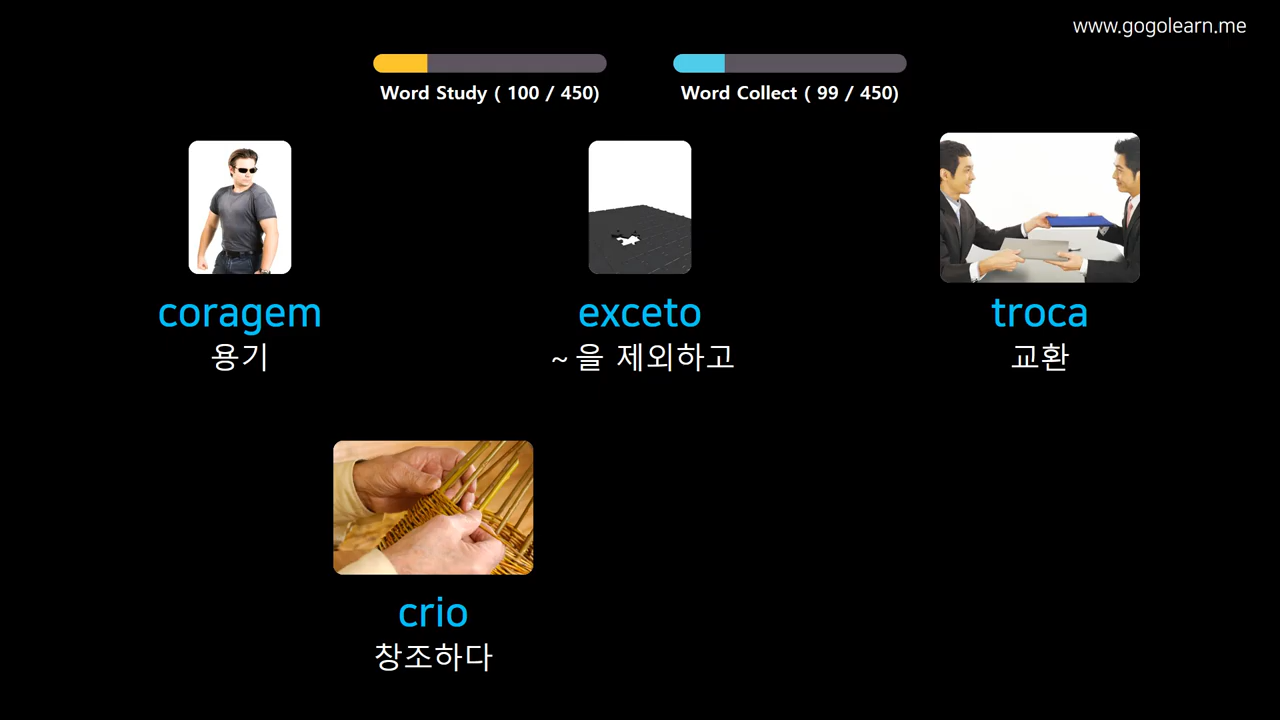 www.gogolearn.me
Word Study ( 100 / 450)
Word Collect ( 99 / 450)
coragem
용기
exceto
~을 제외하고
troca
교환
crio
창조하다